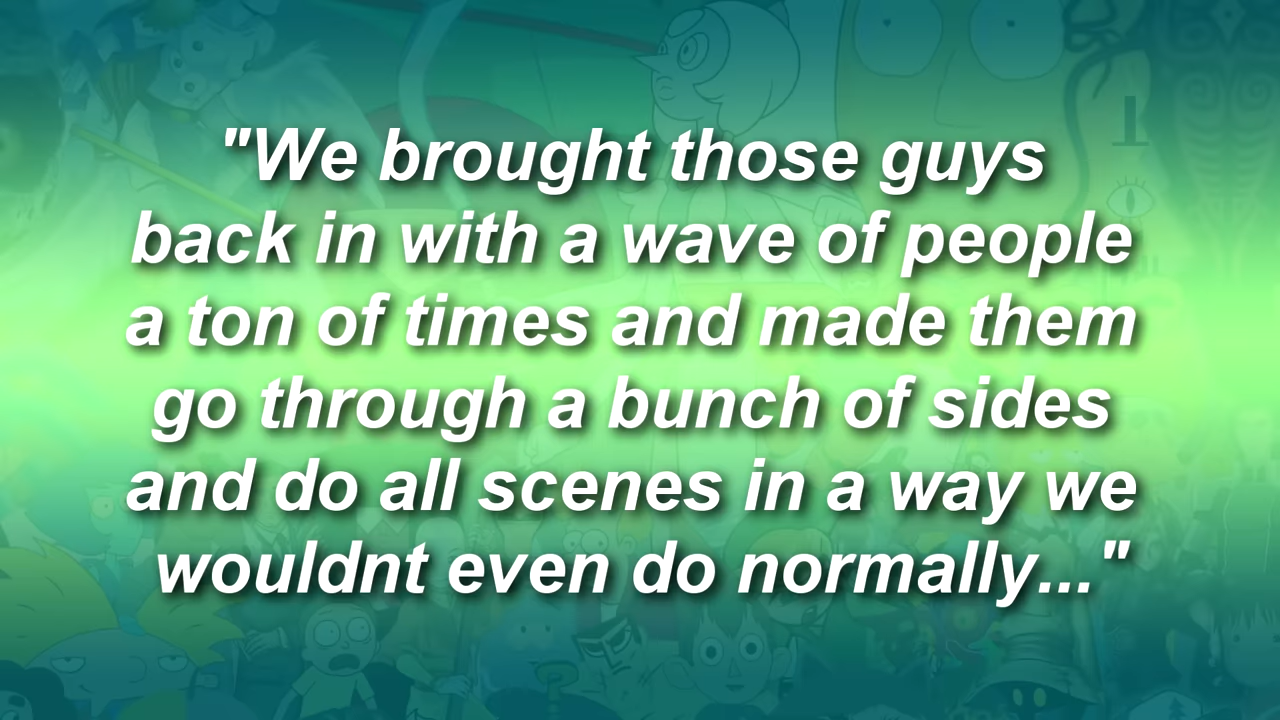 "We brought those guys
back in with a wave of people
a ton of times and made them
go through a bunch of sides
and do all scenes in a way we
wouldnt even do normally..."